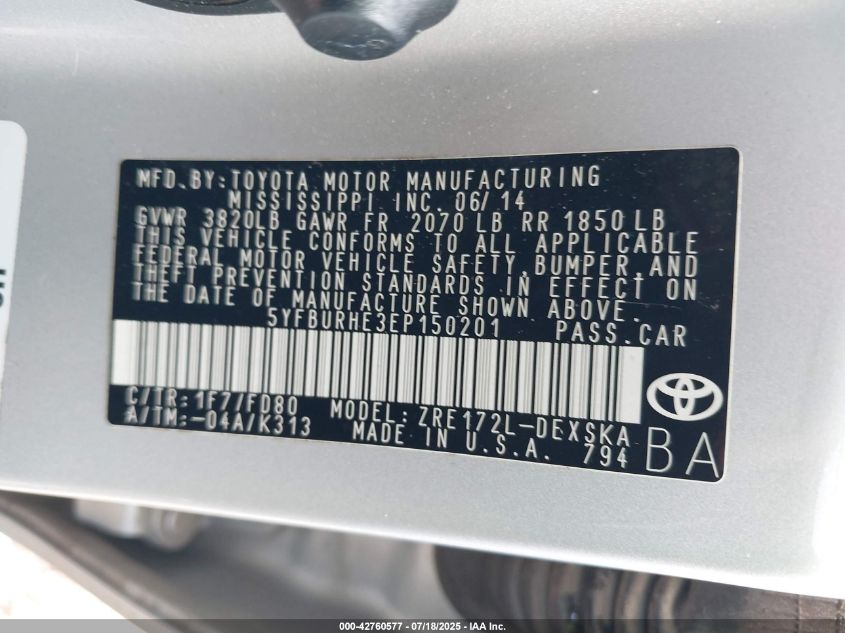 MFD. BY: TOYOTA MOTOR MANUFACTURING
MISSISSIPPI INC. 06/14
GVWR 3820LB GAWR FR 2070 LB RR 1850 LB
THIS VEHICLE CONFORMS TO ALL APPLICABLE
FEDERAL MOTOR VEHICLE SAFETY, BUMPER, AND
THEFT PREVENTION STANDARDS IN EFFECT ON
THE DATE OF MANUFACTURE SHOWN ABOVE.
5YFBURHE3EP150201 PASS. CAR
C/TR: 1F7/FD80 MODEL: ZRE172L-DEXSKA
A/TM: -04A/K313 MADE IN U.S.A. 794
BA
000-42760577 - 07/18/2025 - IAA Inc.